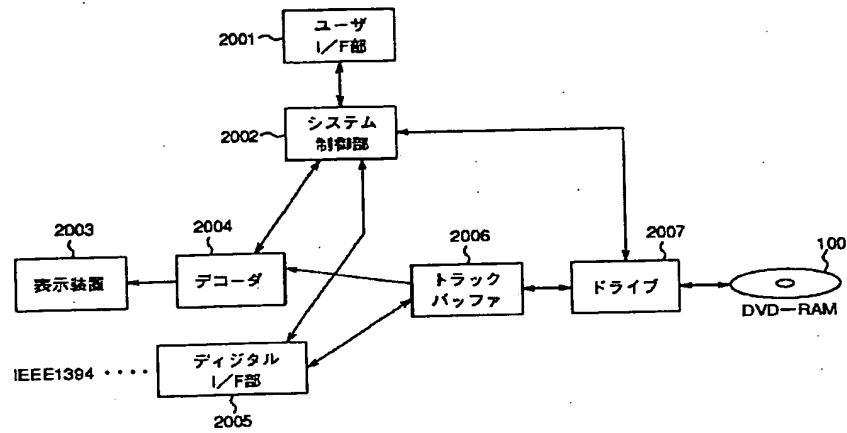 2001
ユーザ
I/F部
2002
システム
制御部
2003
表示装置
2004
デコーダ
2006
トラック
バッファ
2007
ドライブ
100
DVD-RAM
IEEE1394 ・・・・
ディジタル
I/F部
2005